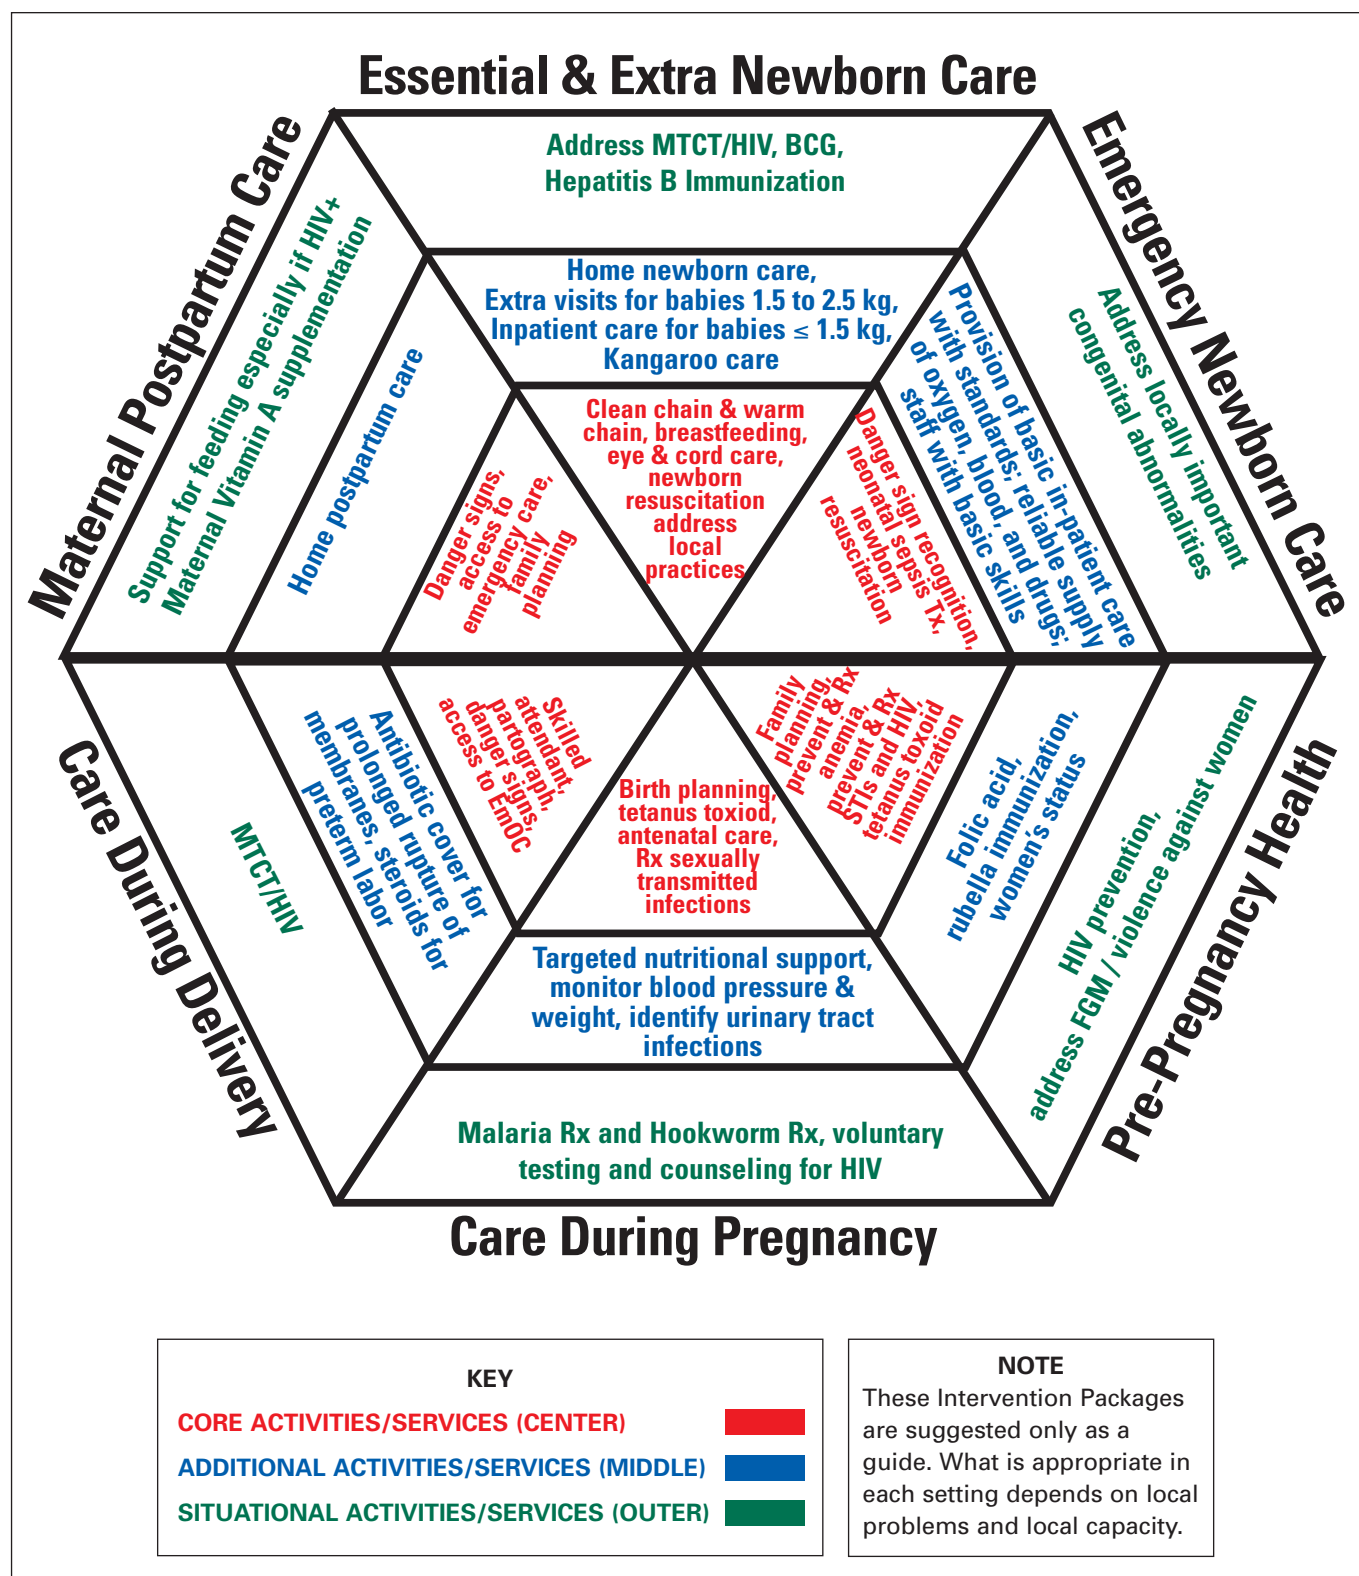 Essential & Extra Newborn Care
Address MTCT/HIV, BCG,
Hepatitis B Immunization
Home newborn care,
Extra visits for babies 1.5 to 2.5 kg,
Inpatient care for babies ≤ 1.5 kg,
Kangaroo care
Clean chain & warm
chain, breastfeeding,
eye & cord care,
newborn
resuscitation
address
local
practices
Emergency Newborn Care
Address locally important
congenital abnormalities
Provision of basic in-patient care
with standards; reliable supply
of oxygen, blood, and drugs;
staff with basic skills
Danger sign recognition,
neonatal sepsis Tx,
newborn
resuscitation
Pre-Pregnancy Health
HIV prevention,
address FGM / violence against women
Folic acid,
rubella immunization,
women's status
Family
planning,
prevent & Rx
anemia,
prevent & Rx
STIs and HIV,
tetanus toxoid
immunization
Care During Pregnancy
Birth planning,
tetanus toxiod,
antenatal care,
Rx sexually
transmitted
infections
Targeted nutritional support,
monitor blood pressure &
weight, identify urinary tract
infections
Malaria Rx and Hookworm Rx, voluntary
testing and counseling for HIV
Care During Delivery
MTCT/HIV
Antibiotic cover for
prolonged rupture of
membranes, steroids for
preterm labor
Skilled
attendant,
partograph,
danger signs,
access to EmOC
Maternal Postpartum Care
Support for feeding especially if HIV+
Maternal Vitamin A supplementation
Home postpartum care
Danger signs,
access to
emergency care,
family
planning
KEY
CORE ACTIVITIES/SERVICES (CENTER)
ADDITIONAL ACTIVITIES/SERVICES (MIDDLE)
SITUATIONAL ACTIVITIES/SERVICES (OUTER)
NOTE
These Intervention Packages
are suggested only as a
guide. What is appropriate in
each setting depends on local
problems and local capacity.